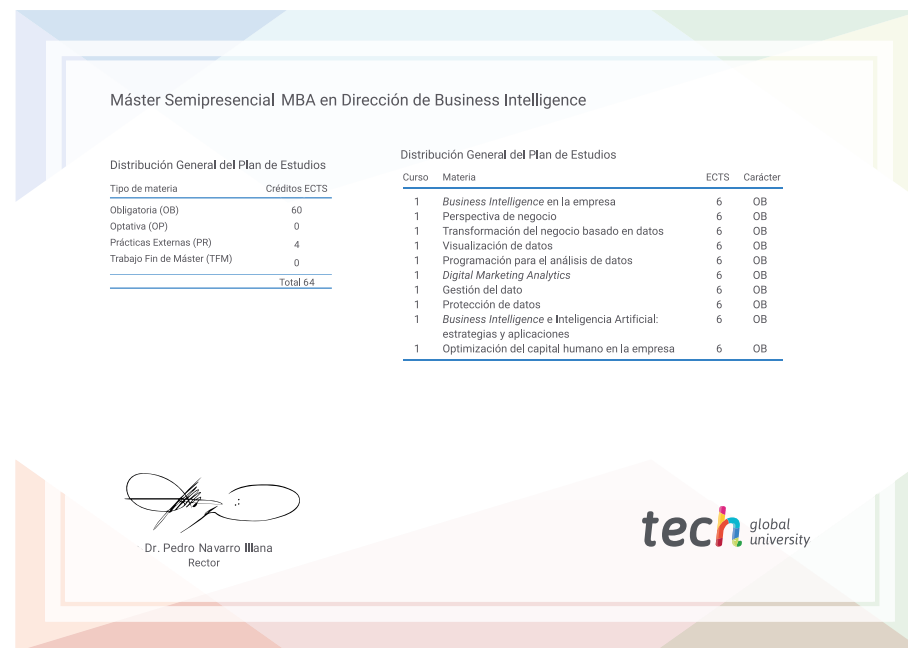 Máster Semipresencial MBA en Dirección de Business Intelligence
Distribución General del Plan de Estudios
Tipo de materia Créditos ECTS
Obligatoria (OB) 60
Optativa (OP) 0
Prácticas Externas (PR) 4
Trabajo Fin de Máster (TFM) 0
Total 64
Distribución General del Plan de Estudios
Curso Materia ECTS Carácter
1 Business Intelligence en la empresa 6 OB
1 Perspectiva de negocio 6 OB
1 Transformación del negocio basado en datos 6 OB
1 Visualización de datos 6 OB
1 Programación para el análisis de datos 6 OB
1 Digital Marketing Analytics 6 OB
1 Gestión del dato 6 OB
1 Protección de datos 6 OB
1 Business Intelligence e Inteligencia Artificial: 6 OB
estrategias y aplicaciones
1 Optimización del capital humano en la empresa 6 OB
Dr. Pedro Navarro Illana
Rector
tech global
university